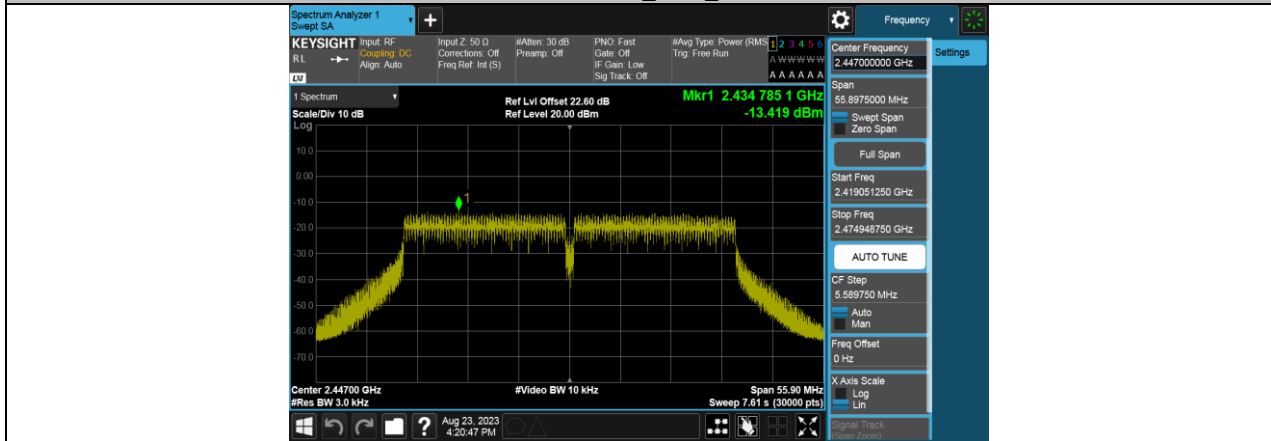 Spectrum Analyzer 1
Swept SA
+
Frequency
KEYSIGHT
RL
LXI
Input: RF
Coupling: DC
Align: Auto
Input Z: 50 Ω
Corrections: Off
Freq Ref: Int (S)
#Atten: 30 dB
Preamp: Off
PNO: Fast
Gate: Off
IF Gain: Low
Sig Track: Off
#Avg Type: Power (RMS
Trig: Free Run
1 2 3 4 5 6
A W W W W W
A A A A A A
1 Spectrum
Scale/Div 10 dB
Log
Ref Lvl Offset 22.60 dB
Ref Level 20.00 dBm
Mkr1 2.434 785 1 GHz
-13.419 dBm
10.0
0.00
-10.0
-20.0
-30.0
-40.0
-50.0
-60.0
-70.0
1
Center 2.44700 GHz
#Res BW 3.0 kHz
#Video BW 10 kHz
Span 55.90 MHz
Sweep 7.61 s (30000 pts)
Center Frequency
2.447000000 GHz
Settings
Span
55.8975000 MHz
Swept Span
Zero Span
Full Span
Start Freq
2.419051250 GHz
Stop Freq
2.474948750 GHz
AUTO TUNE
CF Step
5.589750 MHz
Auto
Man
Freq Offset
0 Hz
X Axis Scale
Log
Lin
Signal Track
(Span Zoom)
?
Aug 23, 2023
4:20:47 PM